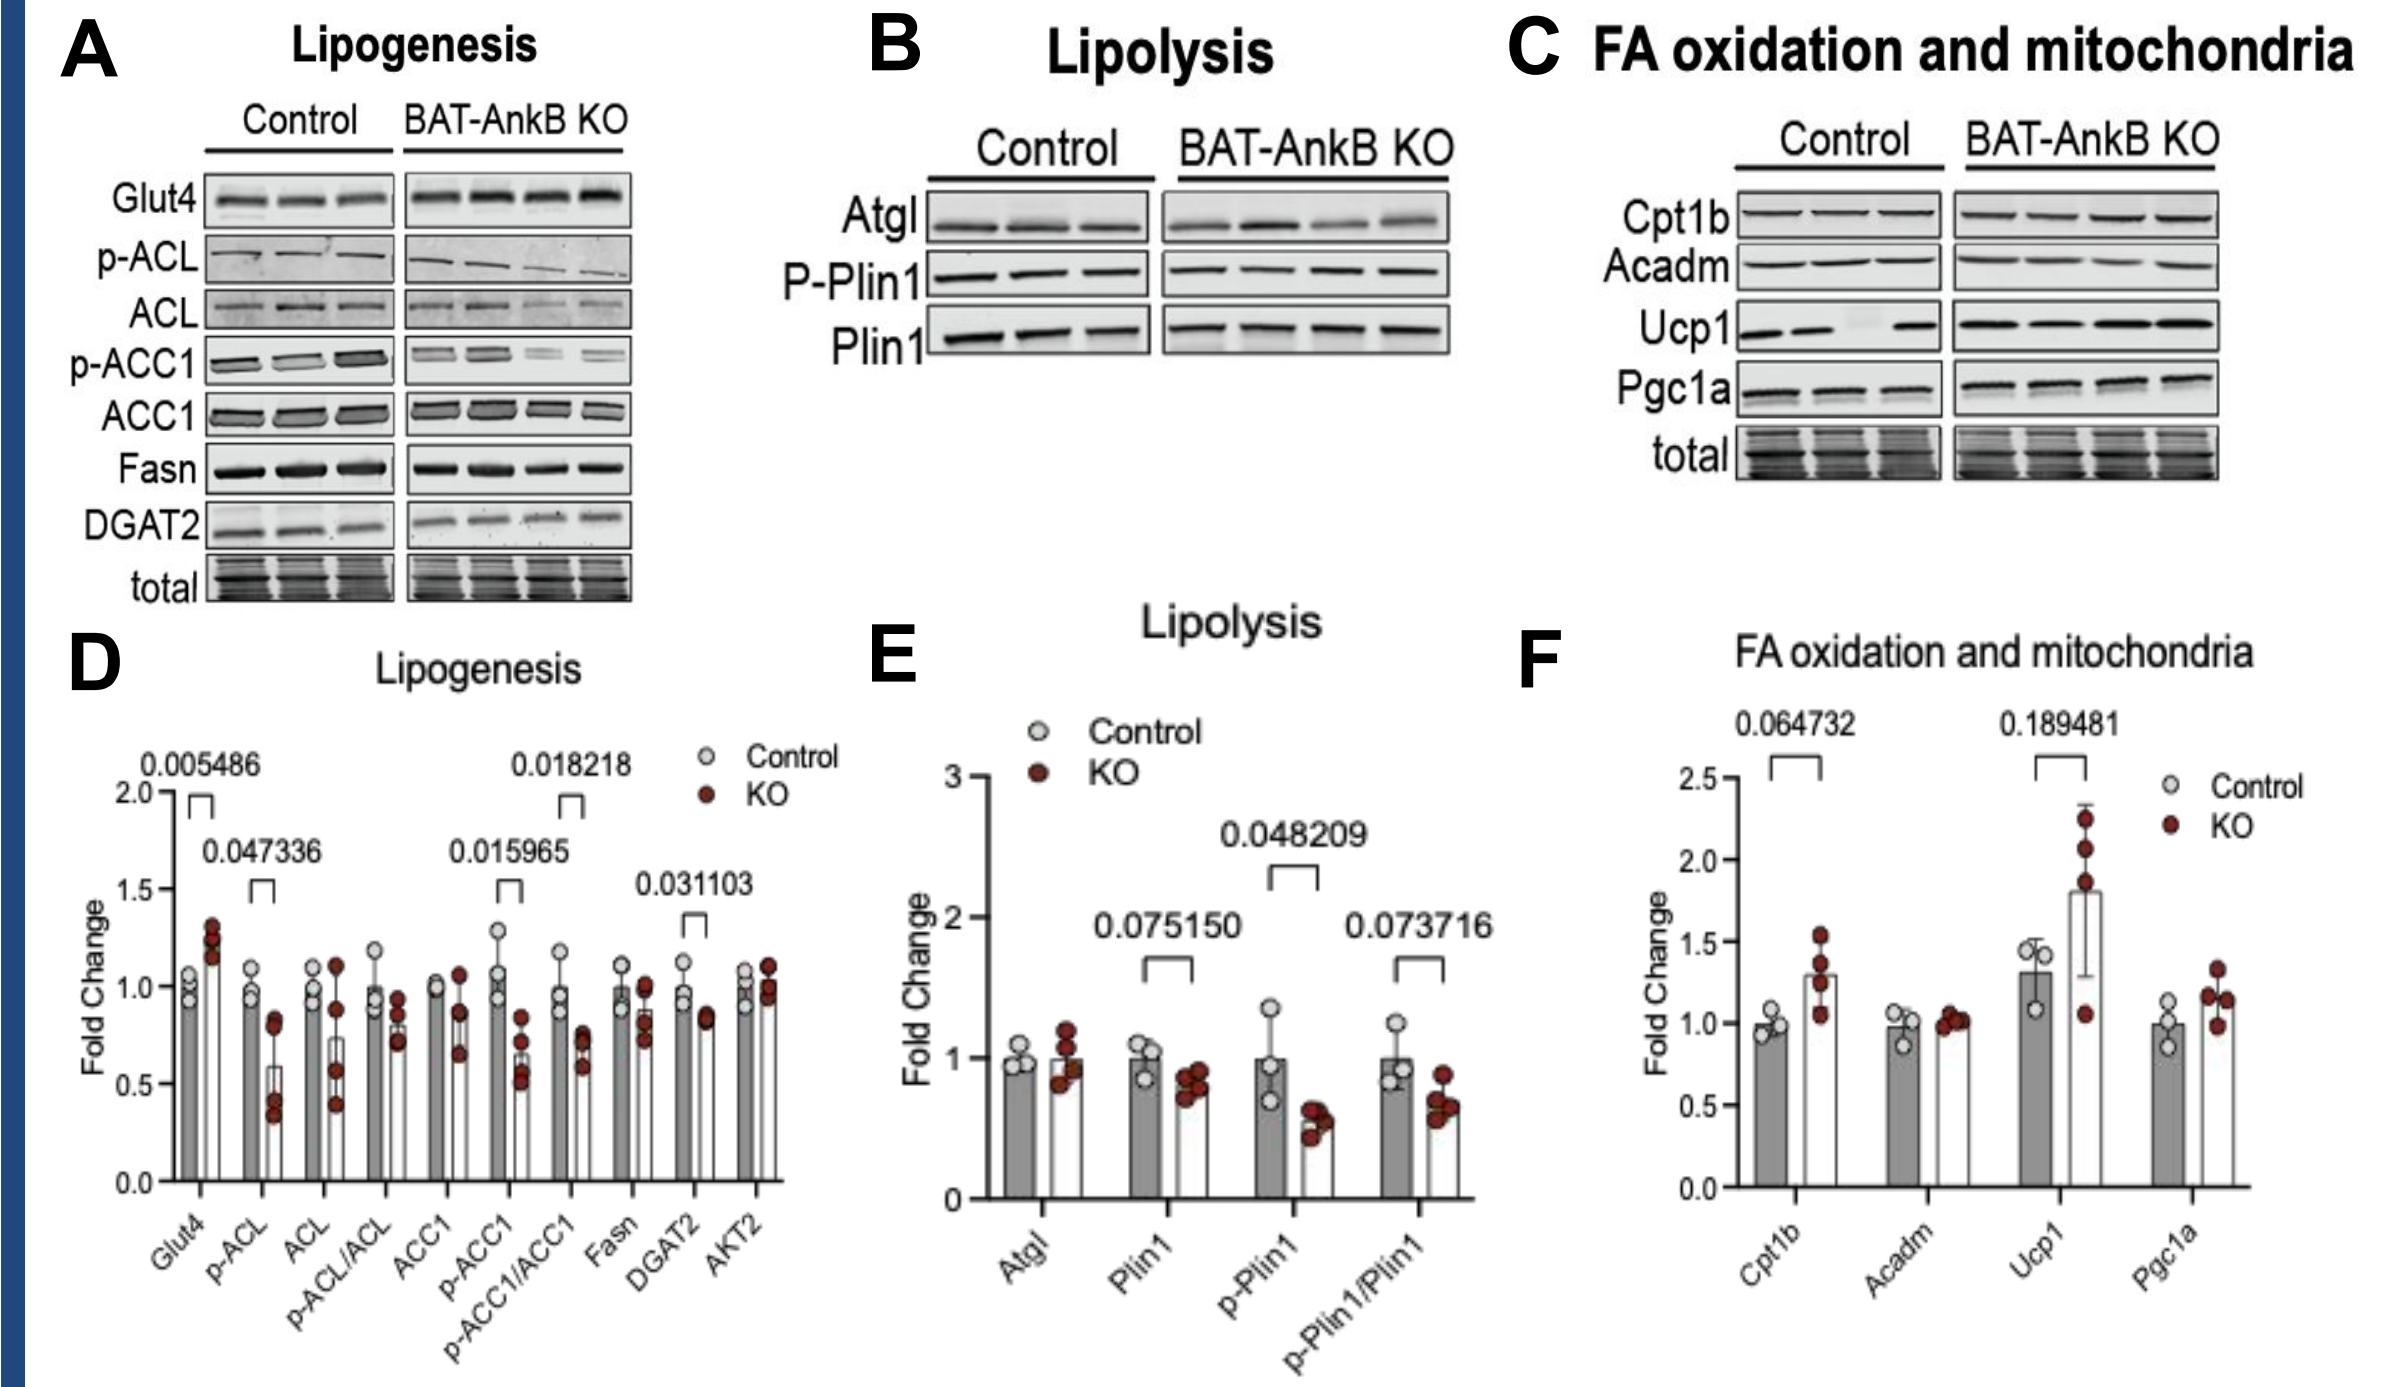 A
Lipogenesis
Control BAT-AnkB KO
Glut4
p-ACL
ACL
p-ACC1
ACC1
Fasn
DGAT2
total
B
Lipolysis
Control BAT-AnkB KO
Atgl
P-Plin1
Plin1
C
FA oxidation and mitochondria
Control BAT-AnkB KO
Cpt1b
Acadm
Ucp1
Pgc1a
total
D
Lipogenesis
Control
KO
0.005486
0.047336
0.015965
0.018218
0.031103
Fold Change
2.0
1.5
1.0
0.5
0.0
Glut4
p-ACL
ACL
p-ACL/ACL
ACC1
p-ACC1
p-ACC1/ACC1
Fasn
DGAT2
AKT2
E
Lipolysis
Control
KO
0.075150
0.048209
0.073716
Fold Change
3
2
1
0
Atgl
Plin1
p-Plin1
p-Plin1/Plin1
F
FA oxidation and mitochondria
0.064732
0.189481
Control
KO
Fold Change
2.5
2.0
1.5
1.0
0.5
0.0
Cpt1b
Acadm
Ucp1
Pgc1a